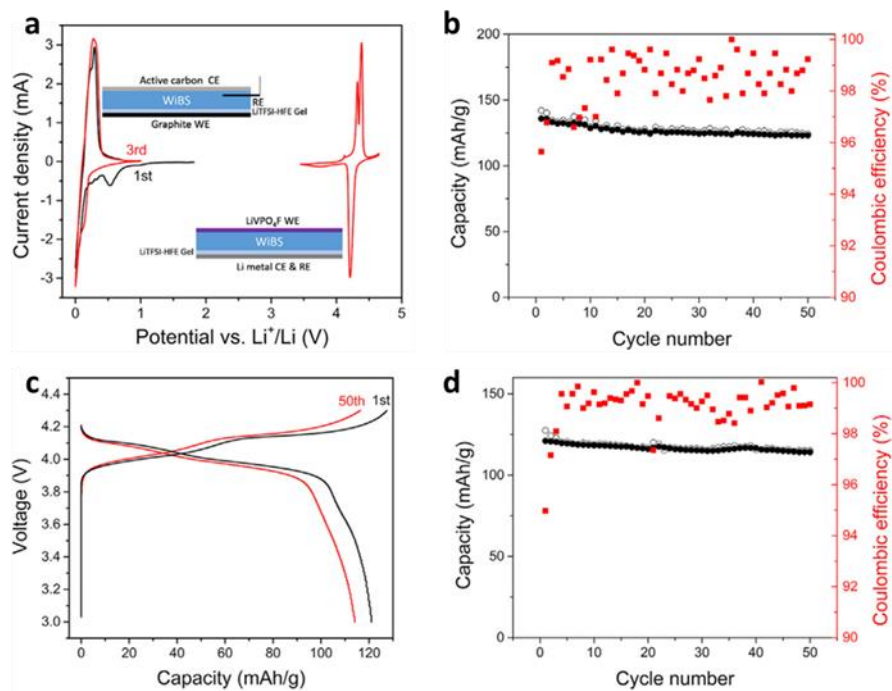 a
Current density (mA)
3
2
1
0
-1
-2
-3
0
1
2
3
4
5
Potential vs. Li⁺/Li (V)
Active carbon CE
WiBS
RE
LiTFSI-HFE Gel
Graphite WE
3rd
1st
LiVPO₄F WE
WiBS
LiTFSI-HFE Gel
Li metal CE & RE
b
Capacity (mAh/g)
200
150
100
50
0
0
10
20
30
40
50
Cycle number
100
98
96
94
92
90
Coulombic efficiency (%)
c
Voltage (V)
4.4
4.2
4.0
3.8
3.6
3.4
3.2
3.0
0
20
40
60
80
100
120
Capacity (mAh/g)
50th
1st
d
Capacity (mAh/g)
150
100
50
0
0
10
20
30
40
50
Cycle number
100
98
96
94
92
90
Coulombic efficiency (%)